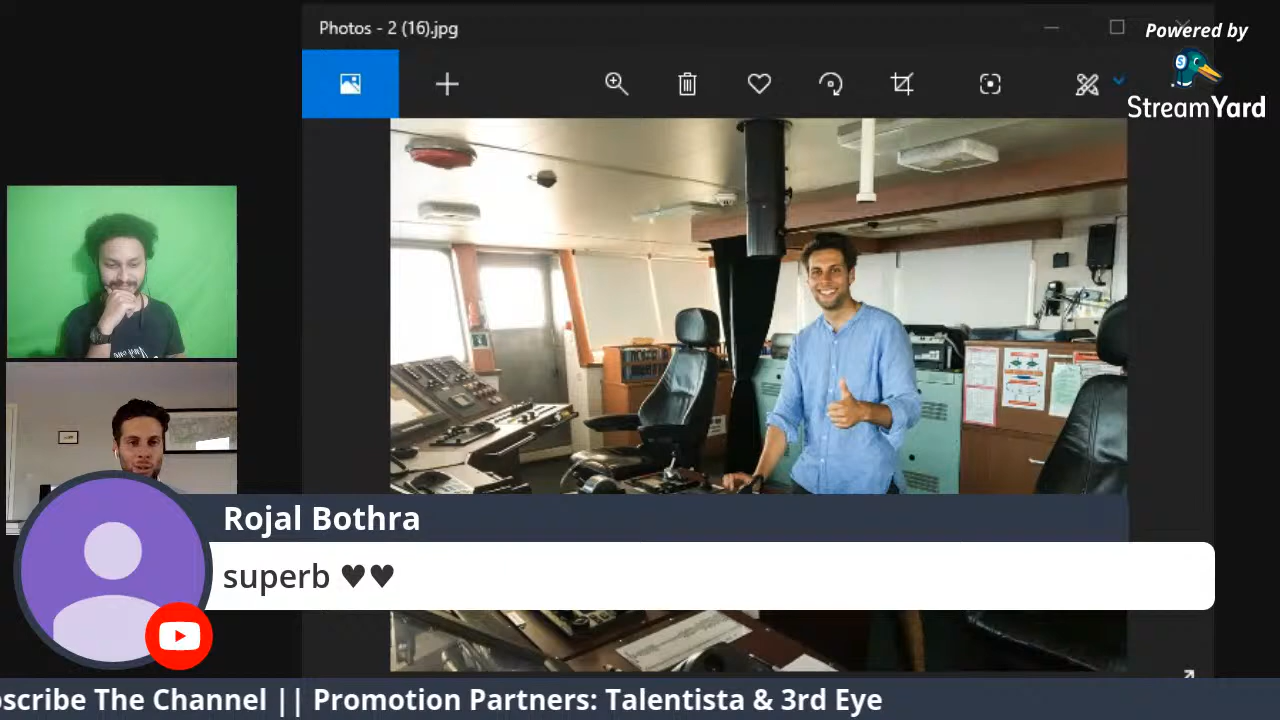 Photos - 2 (16).jpg
Powered by
StreamYard
Rojal Bothra
superb ♥♥
scribe The Channel || Promotion Partners: Talentista & 3rd Eye